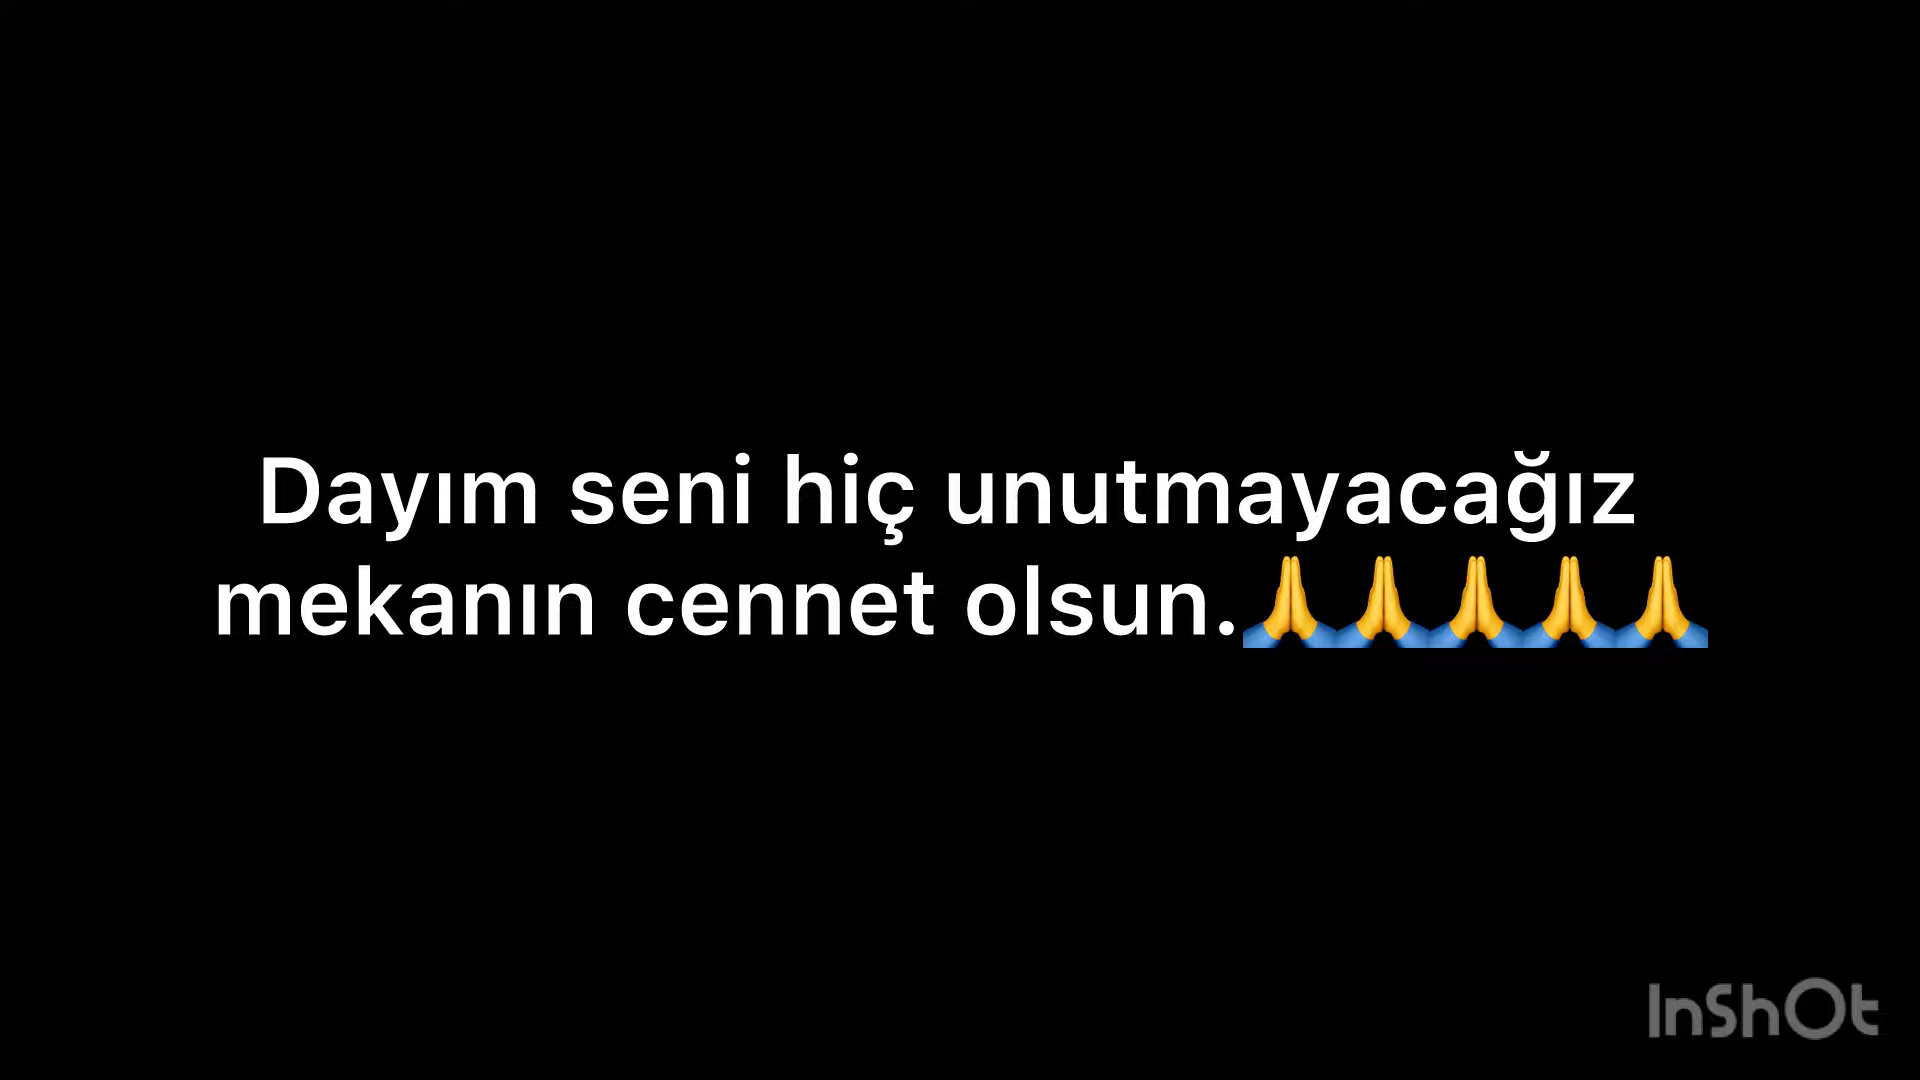 Dayım seni hiç unutmayacağız
mekanın cennet olsun.🙏🙏🙏🙏🙏
InShOt